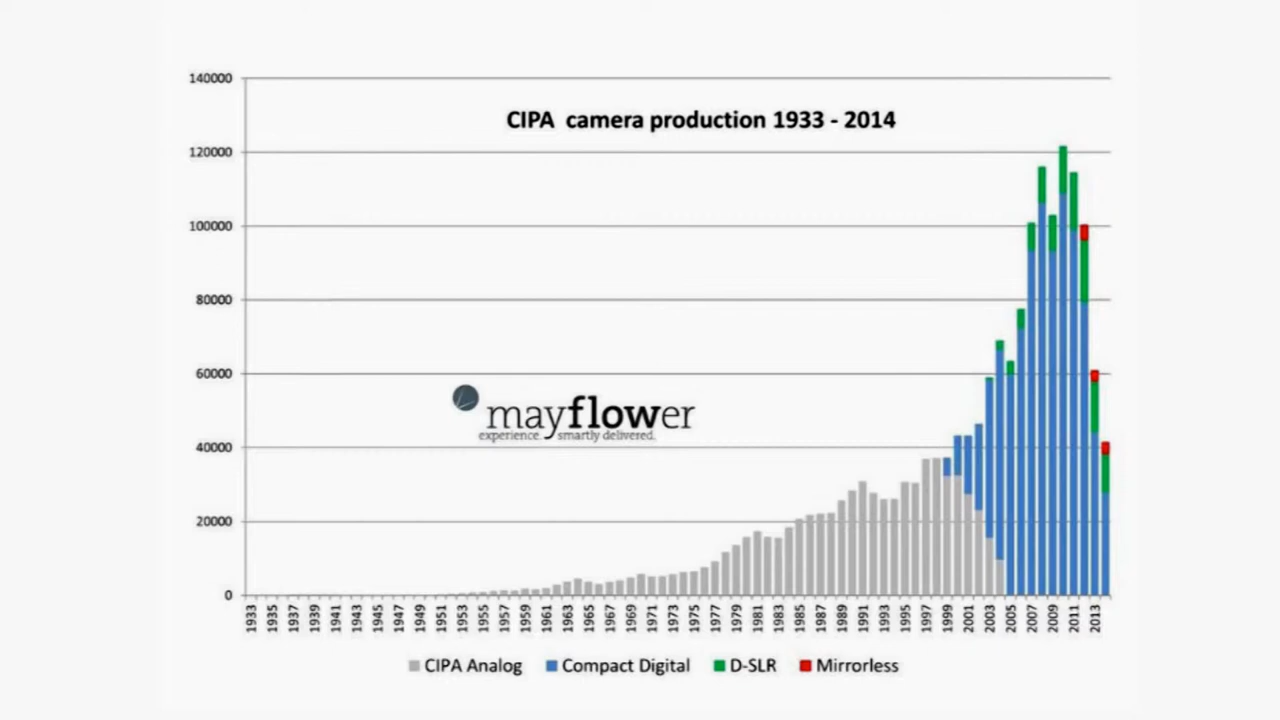 CIPA camera production 1933 - 2014
140000
120000
100000
80000
60000
40000
20000
0
mayflower
experience. smartly delivered.
1933 1935 1937 1939 1941 1943 1945 1947 1949 1951 1953 1955 1957 1959 1961 1963 1965 1967 1969 1971 1973 1975 1977 1979 1981 1983 1985 1987 1989 1991 1993 1995 1997 1999 2001 2003 2005 2007 2009 2011 2013
CIPA Analog Compact Digital D-SLR Mirrorless